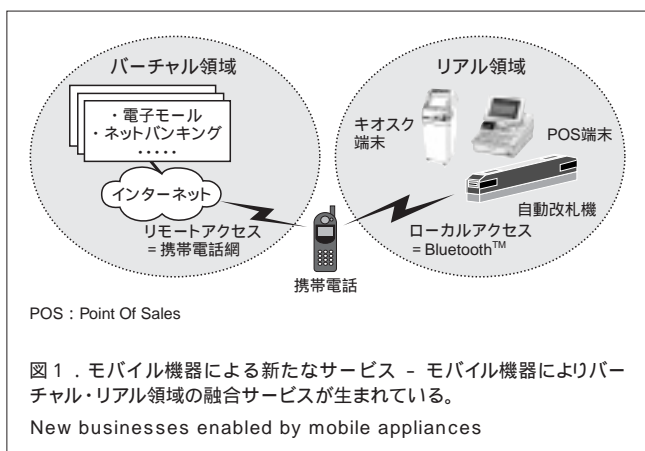 バーチャル領域
・電子モール
・ネットバンキング
・・・・・
インターネット
リモートアクセス
= 携帯電話網
携帯電話
リアル領域
キオスク
端末
POS端末
自動改札機
ローカルアクセス
= Bluetooth™
POS : Point Of Sales
図１．モバイル機器による新たなサービス － モバイル機器によりバー
チャル・リアル領域の融合サービスが生まれている。
New businesses enabled by mobile appliances